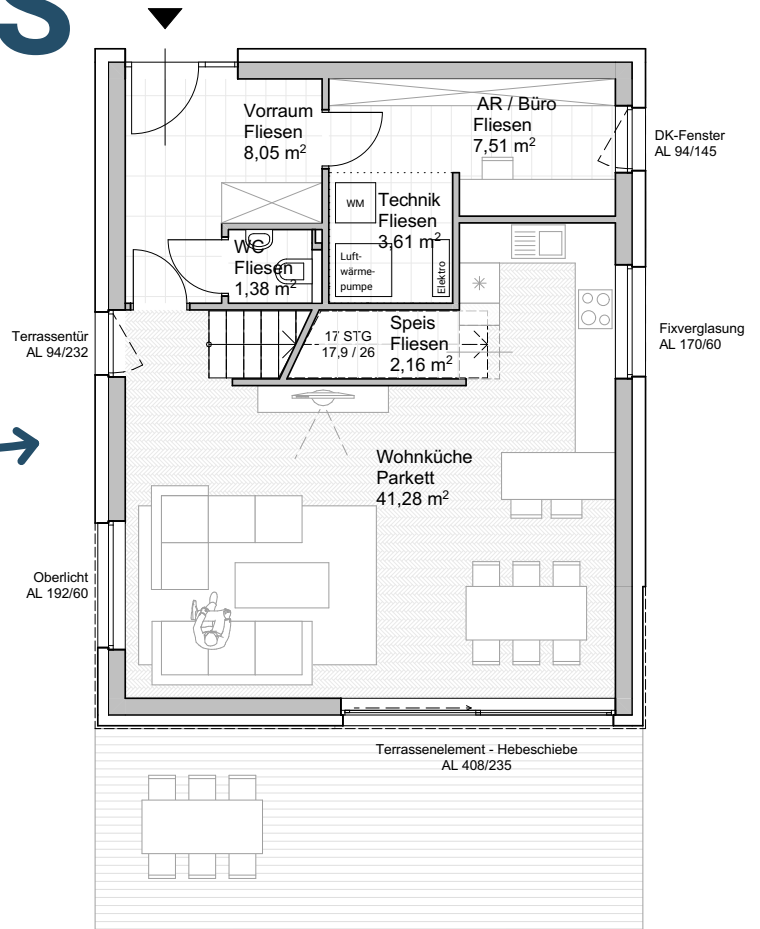 S
Vorraum
Fliesen
8,05 m²
AR / Büro
Fliesen
7,51 m²
DK-Fenster
AL 94/145
WM
Technik
Fliesen
3,61 m²
WC
Fliesen
1,38 m²
Luft-
wärme-
pumpe
Elektro
Terrassentür
AL 94/232
17 STG
17,9 / 26
Speis
Fliesen
2,16 m²
Fixverglasung
AL 170/60
Wohnküche
Parkett
41,28 m²
Oberlicht
AL 192/60
Terrassenelement - Hebeschiebe
AL 408/235